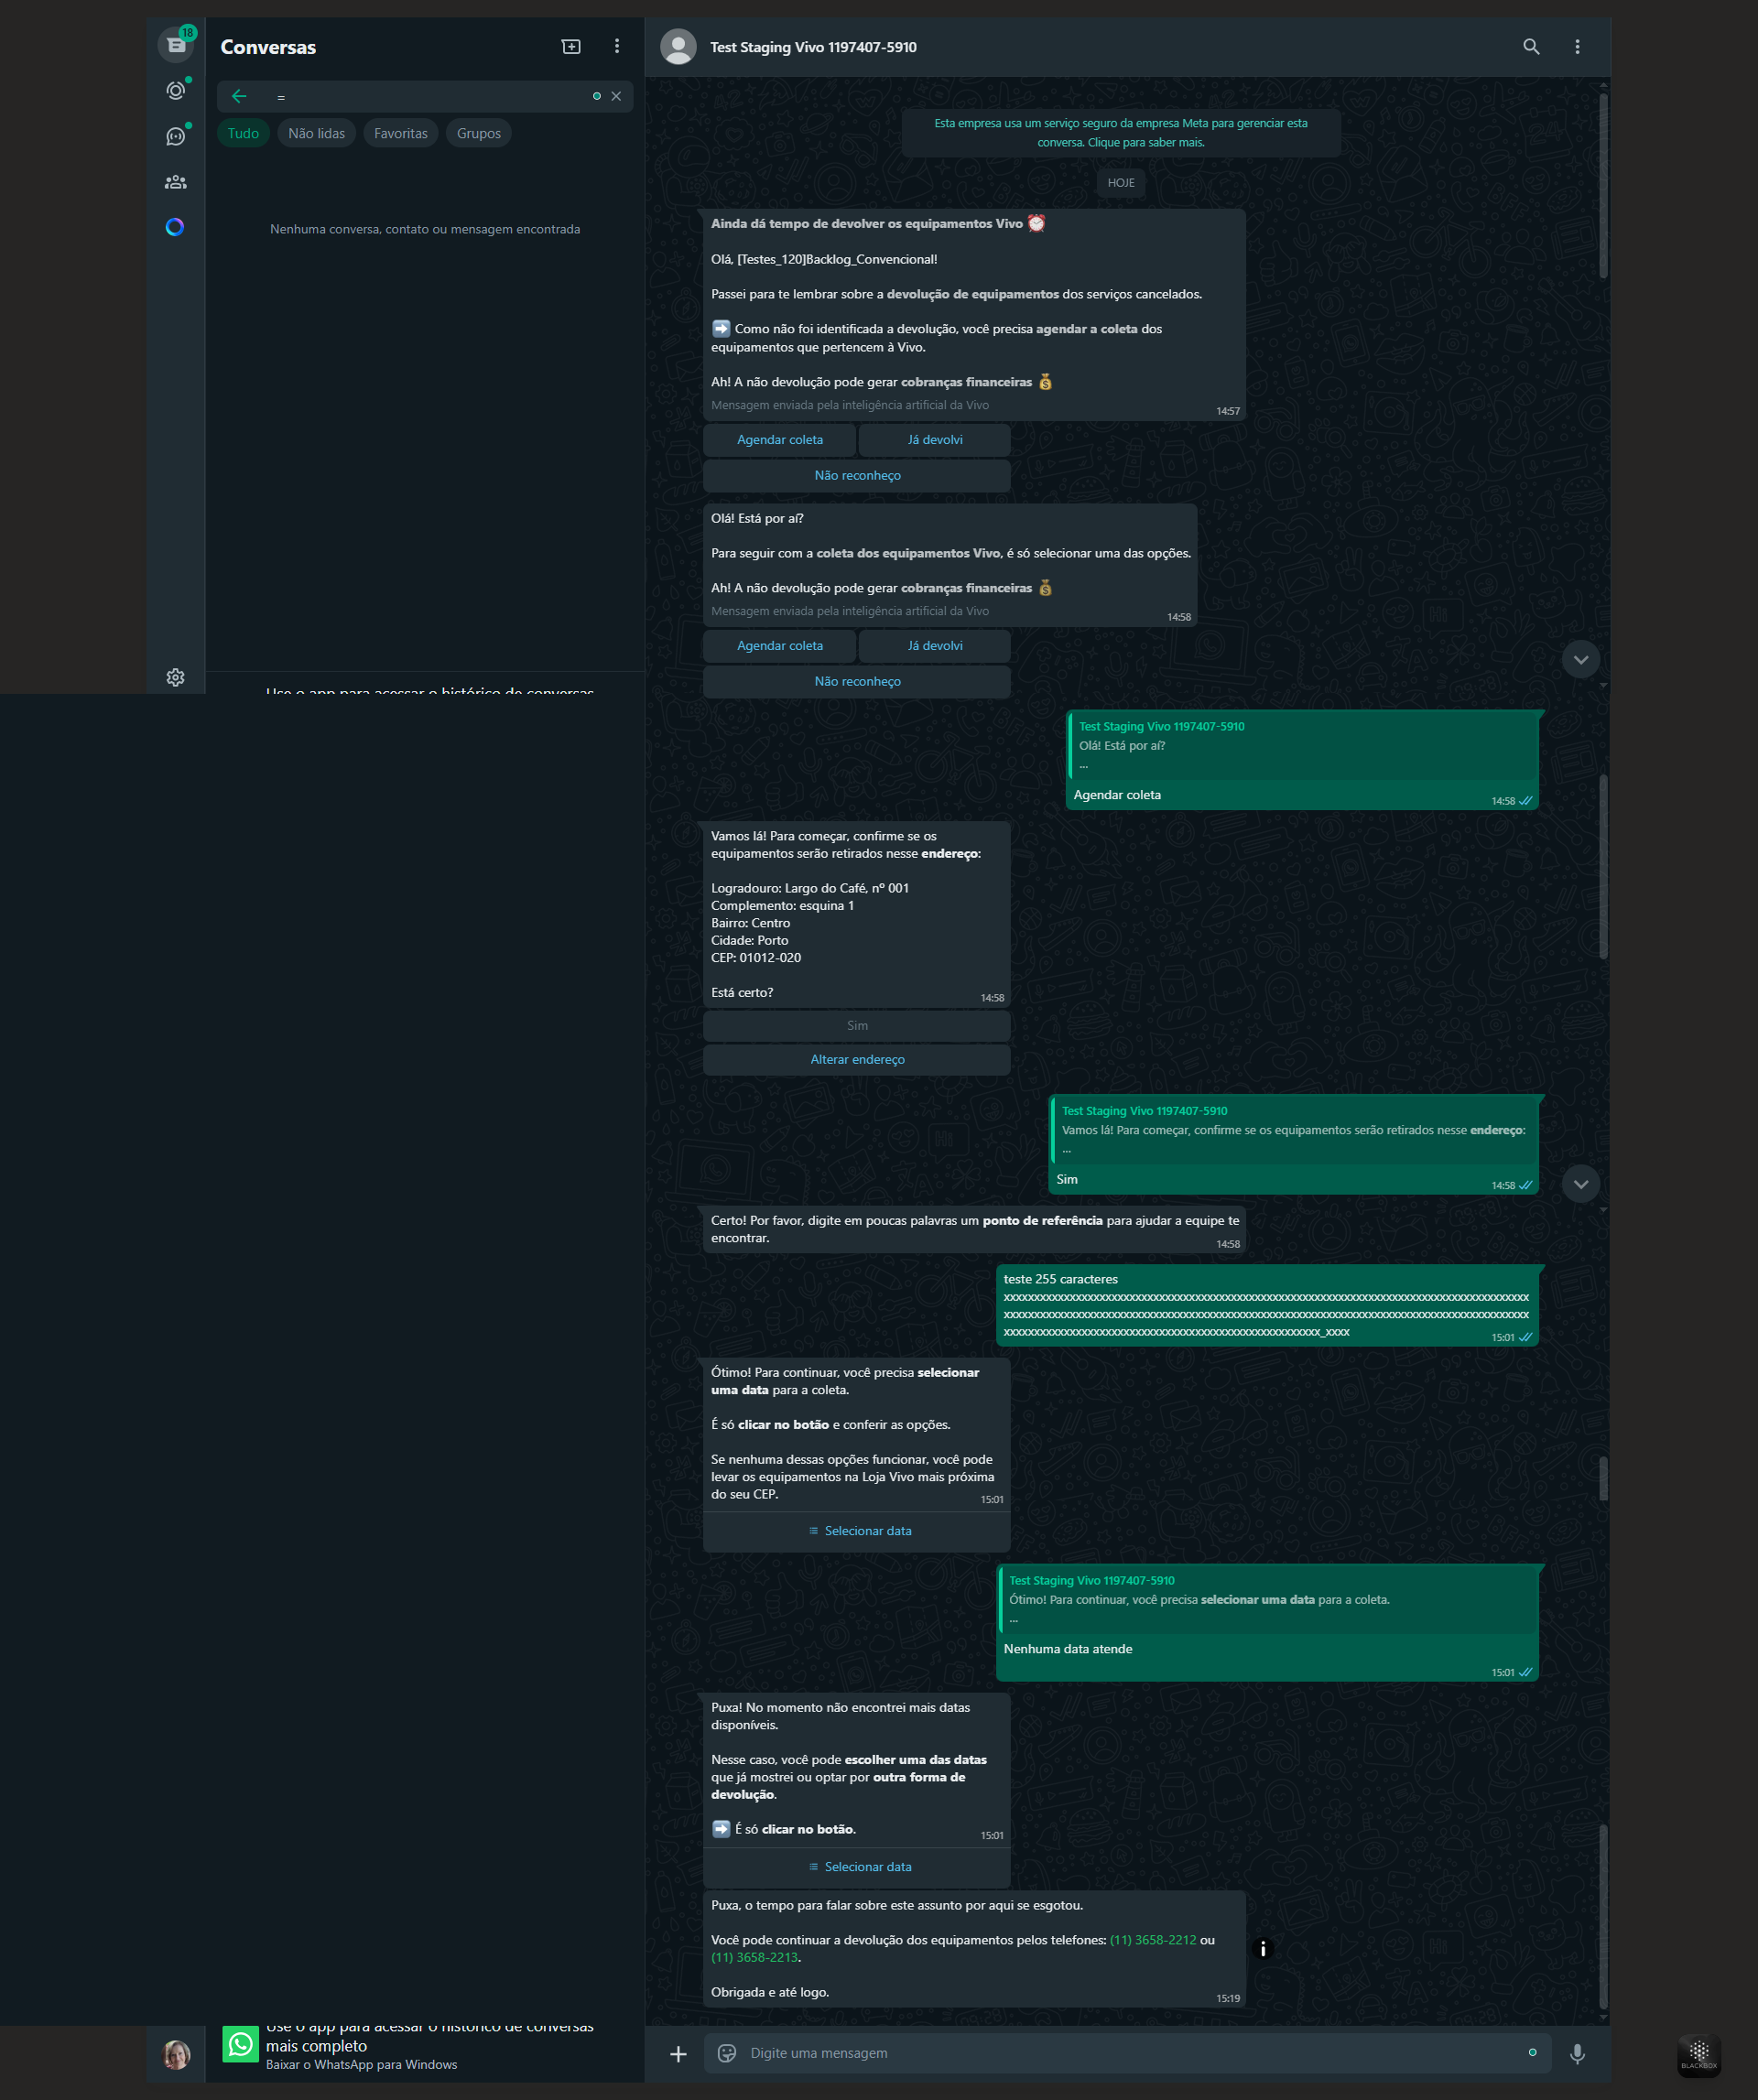 18
Conversas
=
Tudo
Não lidas
Favoritas
Grupos
Nenhuma conversa, contato ou mensagem encontrada
Use o app para acessar o histórico de conversas
Test Staging Vivo 1197407-5910
Esta empresa usa um serviço seguro da empresa Meta para gerenciar esta
conversa. Clique para saber mais.
HOJE
Ainda dá tempo de devolver os equipamentos Vivo ⏰
Olá, [Testes_120]Backlog_Convencional!
Passei para te lembrar sobre a devolução de equipamentos dos serviços cancelados.
➡️ Como não foi identificada a devolução, você precisa agendar a coleta dos
equipamentos que pertencem à Vivo.
Ah! A não devolução pode gerar cobranças financeiras 💰
Mensagem enviada pela inteligência artificial da Vivo
14:57
Agendar coleta
Já devolvi
Não reconheço
Olá! Está por aí?
Para seguir com a coleta dos equipamentos Vivo, é só selecionar uma das opções.
Ah! A não devolução pode gerar cobranças financeiras 💰
Mensagem enviada pela inteligência artificial da Vivo
14:58
Agendar coleta
Já devolvi
Não reconheço
Test Staging Vivo 1197407-5910
Olá! Está por aí?
...
Agendar coleta
14:58
Vamos lá! Para começar, confirme se os
equipamentos serão retirados nesse endereço:
Logradouro: Largo do Café, nº 001
Complemento: esquina 1
Bairro: Centro
Cidade: Porto
CEP: 01012-020
Está certo?
14:58
Sim
Alterar endereço
Test Staging Vivo 1197407-5910
Vamos lá! Para começar, confirme se os equipamentos serão retirados nesse endereço:
...
Sim
14:58
Certo! Por favor, digite em poucas palavras um ponto de referência para ajudar a equipe te
encontrar.
14:58
teste 255 caracteres
15:01
Ótimo! Para continuar, você precisa selecionar
uma data para a coleta.
É só clicar no botão e conferir as opções.
Se nenhuma dessas opções funcionar, você pode
levar os equipamentos na Loja Vivo mais próxima
do seu CEP.
15:01
Selecionar data
Test Staging Vivo 1197407-5910
Ótimo! Para continuar, você precisa selecionar uma data para a coleta.
...
Nenhuma data atende
15:01
Puxa! No momento não encontrei mais datas
disponíveis.
Nesse caso, você pode escolher uma das datas
que já mostrei ou optar por outra forma de
devolução.
➡️ É só clicar no botão.
15:01
Selecionar data
Puxa, o tempo para falar sobre este assunto por aqui se esgotou.
Você pode continuar a devolução dos equipamentos pelos telefones: (11) 3658-2212 ou
(11) 3658-2213.
Obrigada e até logo.
15:19
Use o app para acessar o histórico de conversas
mais completo
Baixar o WhatsApp para Windows
Digite uma mensagem
BLACKBOX